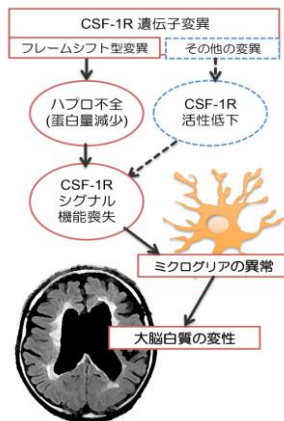 CSF-1R 遺伝子変異
フレームシフト型変異
その他の変異
ハプロ不全
(蛋白量減少)
CSF-1R
活性低下
CSF-1R
シグナル
機能喪失
ミクログリアの異常
大脳白質の変性